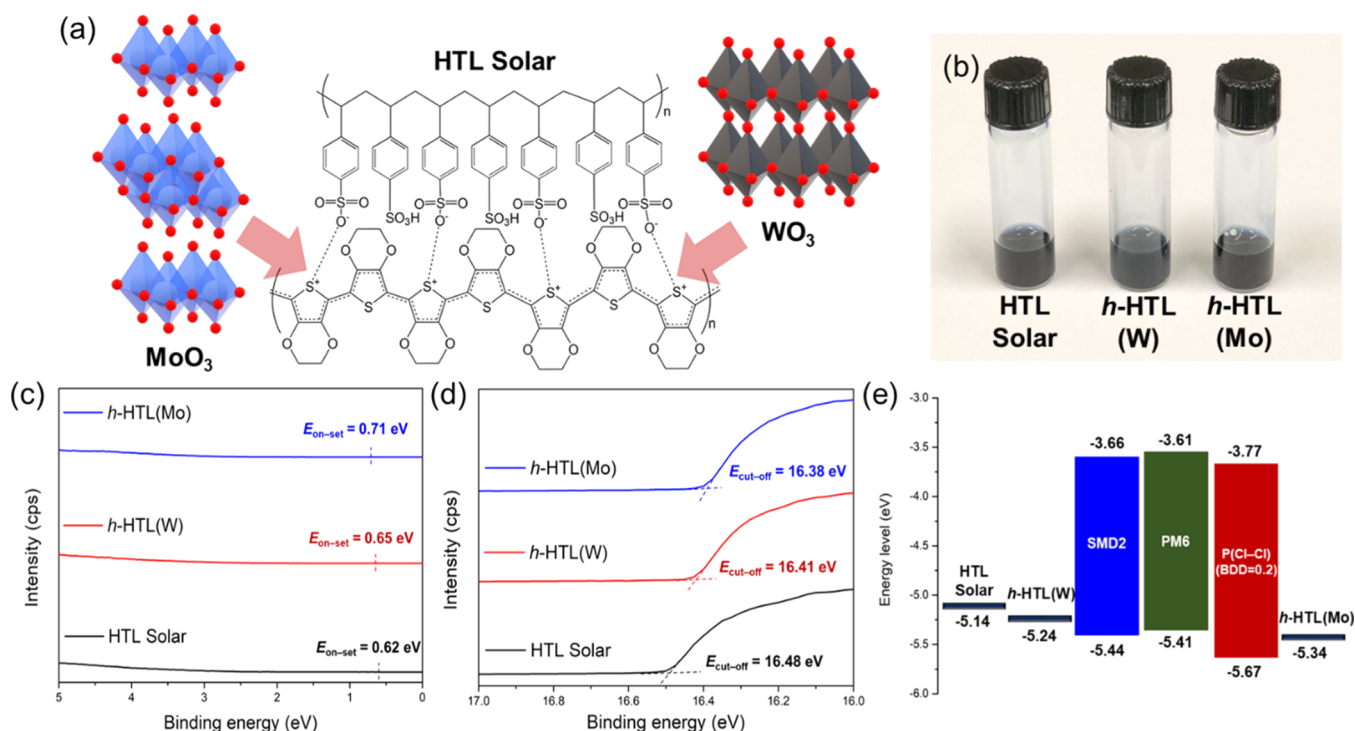 (a)
HTL Solar
n
O=S=O
O-
SO3H
O=S=O
O-
SO3H
O=S=O
O-
SO3H
O=S=O
O-
O O
S+
S
S+
S
S+
S
S+
O O
n
MoO3
WO3
(b)
HTL
Solar
h-HTL
(W)
h-HTL
(Mo)
(c)
h-HTL(Mo)
Eon–set = 0.71 eV
h-HTL(W)
Eon–set = 0.65 eV
HTL Solar
Eon–set = 0.62 eV
Intensity (cps)
5 4 3 2 1 0
Binding energy (eV)
(d)
h-HTL(Mo)
Ecut–off = 16.38 eV
h-HTL(W)
Ecut–off = 16.41 eV
HTL Solar
Ecut–off = 16.48 eV
Intensity (cps)
17.0 16.8 16.6 16.4 16.2 16.0
Binding energy (eV)
(e)
Energy level (eV)
-3.0
-3.5
-4.0
-4.5
-5.0
-5.5
-6.0
HTL
Solar
-5.14
h-HTL(W)
-5.24
-3.66
SMD2
-5.44
-3.61
PM6
-5.41
-3.77
P(Cl–Cl)
(BDD=0.2)
-5.67
h-HTL(Mo)
-5.34